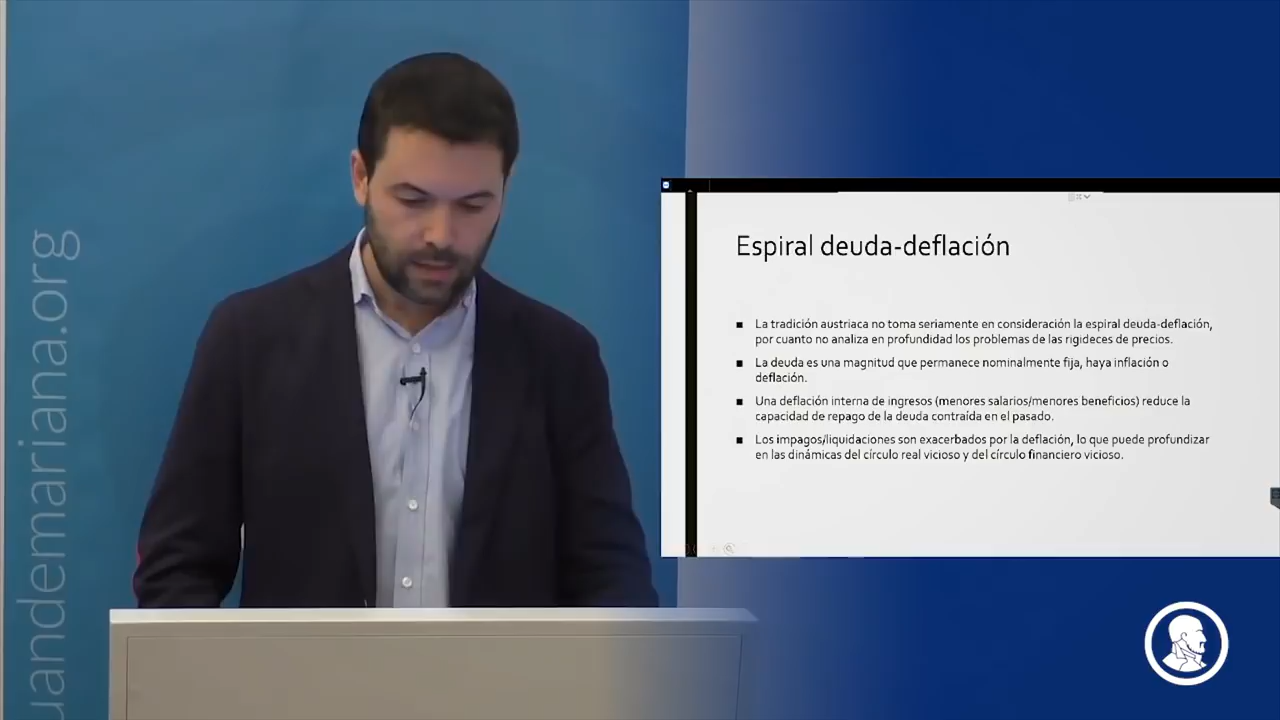 uandemariana.org
Espiral deuda-deflación
La tradición austriaca no toma seriamente en consideración la espiral deuda-deflación,
por cuanto no analiza en profundidad los problemas de las rigideces de precios.
La deuda es una magnitud que permanece nominalmente fija, haya inflación o
deflación.
Una deflación interna de ingresos (menores salarios/menores beneficios) reduce la
capacidad de repago de la deuda contraída en el pasado.
Los impagos/liquidaciones son exacerbados por la deflación, lo que puede profundizar
en las dinámicas del círculo real vicioso y del círculo financiero vicioso.